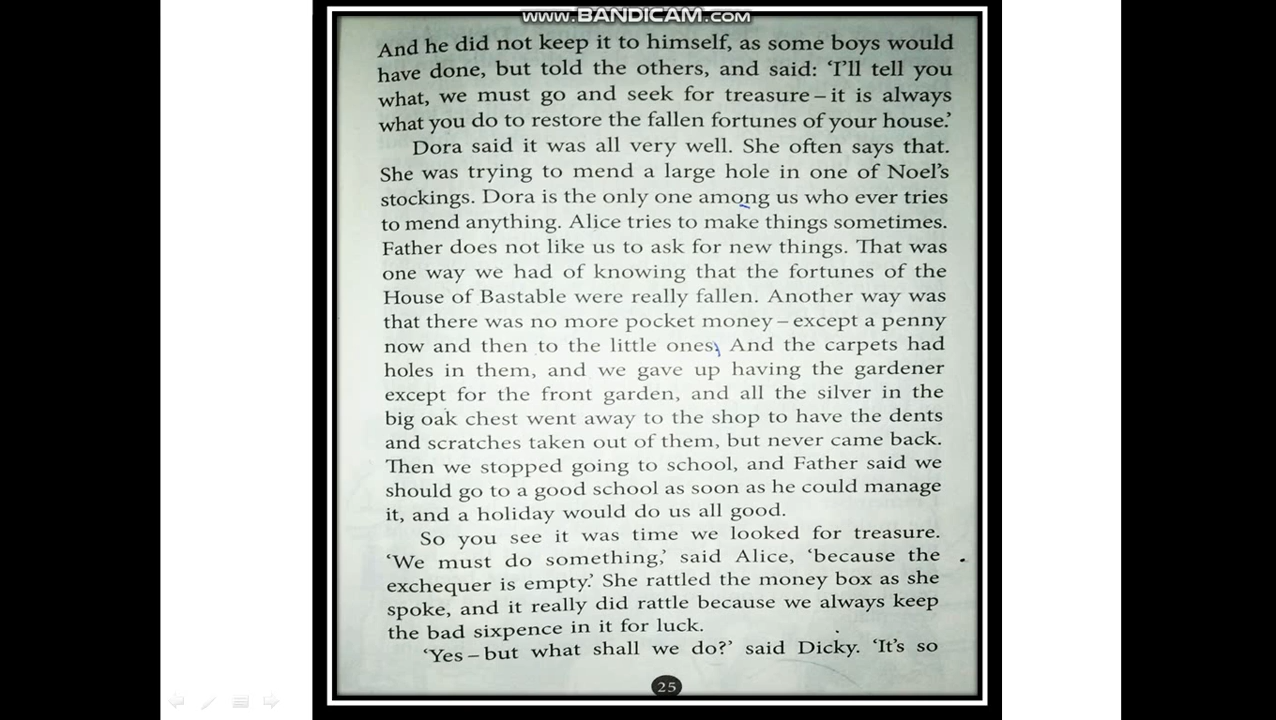 www.BANDICAM.com
And he did not keep it to himself, as some boys would
have done, but told the others, and said: ‘I’ll tell you
what, we must go and seek for treasure – it is always
what you do to restore the fallen fortunes of your house.’
Dora said it was all very well. She often says that.
She was trying to mend a large hole in one of Noel’s
stockings. Dora is the only one among us who ever tries
to mend anything. Alice tries to make things sometimes.
Father does not like us to ask for new things. That was
one way we had of knowing that the fortunes of the
House of Bastable were really fallen. Another way was
that there was no more pocket money – except a penny
now and then to the little ones. And the carpets had
holes in them, and we gave up having the gardener
except for the front garden, and all the silver in the
big oak chest went away to the shop to have the dents
and scratches taken out of them, but never came back.
Then we stopped going to school, and Father said we
should go to a good school as soon as he could manage
it, and a holiday would do us all good.
So you see it was time we looked for treasure.
‘We must do something,’ said Alice, ‘because the
exchequer is empty.’ She rattled the money box as she
spoke, and it really did rattle because we always keep
the bad sixpence in it for luck.
‘Yes – but what shall we do?’ said Dicky. ‘It’s so
25